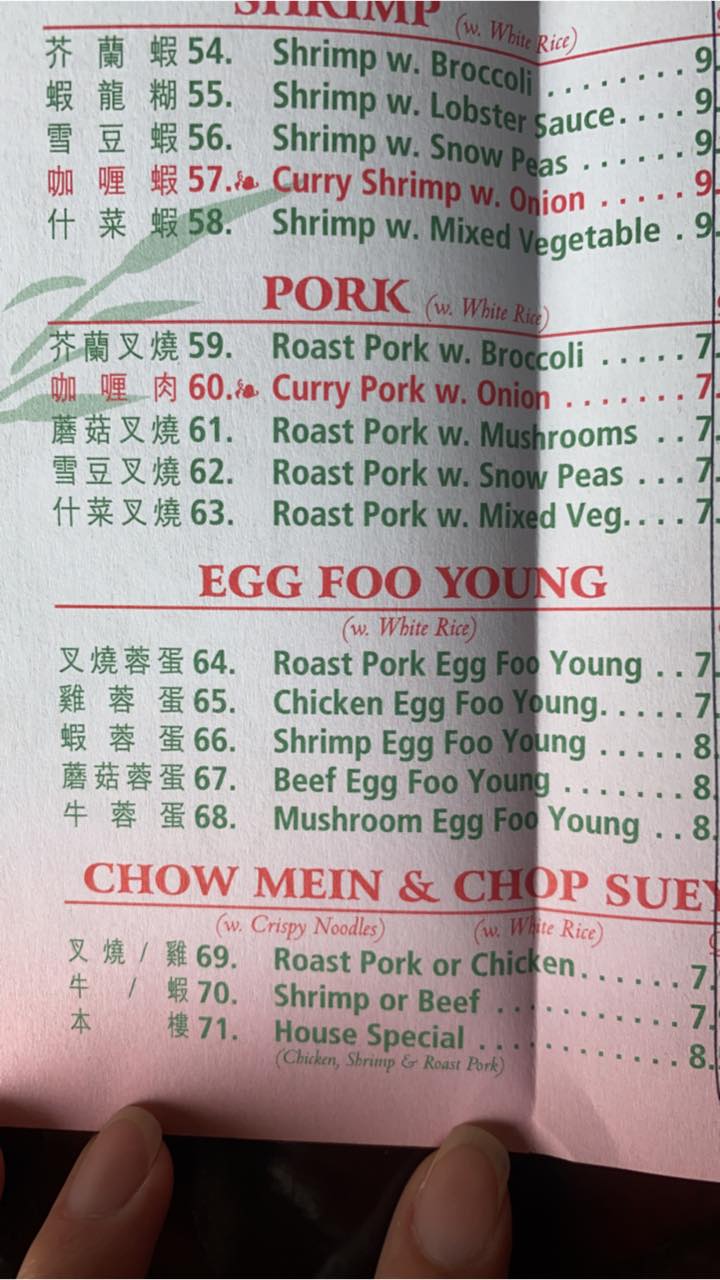 SHRIMP (w. White Rice)
芥 蘭 蝦 54. Shrimp w. Broccoli ........ 9.
蝦 龍 糊 55. Shrimp w. Lobster Sauce.... 9.
雪 豆 蝦 56. Shrimp w. Snow Peas ...... 9.
咖 喱 蝦 57. Curry Shrimp w. Onion ..... 9
什 菜 蝦 58. Shrimp w. Mixed Vegetable . 9.
PORK (w. White Rice)
芥蘭叉燒 59. Roast Pork w. Broccoli ..... 7.
咖 喱 肉 60. Curry Pork w. Onion ....... 7
蘑菇叉燒 61. Roast Pork w. Mushrooms .. 7.
雪豆叉燒 62. Roast Pork w. Snow Peas ... 7.
什菜叉燒 63. Roast Pork w. Mixed Veg.... 7.
EGG FOO YOUNG
(w. White Rice)
叉燒蓉蛋 64. Roast Pork Egg Foo Young .. 7.
雞 蓉 蛋 65. Chicken Egg Foo Young..... 7
蝦 蓉 蛋 66. Shrimp Egg Foo Young ..... 8
蘑菇蓉蛋 67. Beef Egg Foo Young ....... 8.
牛 蓉 蛋 68. Mushroom Egg Foo Young .. 8.
CHOW MEIN & CHOP SUEY
(w. Crispy Noodles) (w. White Rice)
叉 燒 / 雞 69. Roast Pork or Chicken...... 7.
牛 / 蝦 70. Shrimp or Beef ........... 7.
本 樓 71. House Special ............ 8.
(Chicken, Shrimp & Roast Pork)